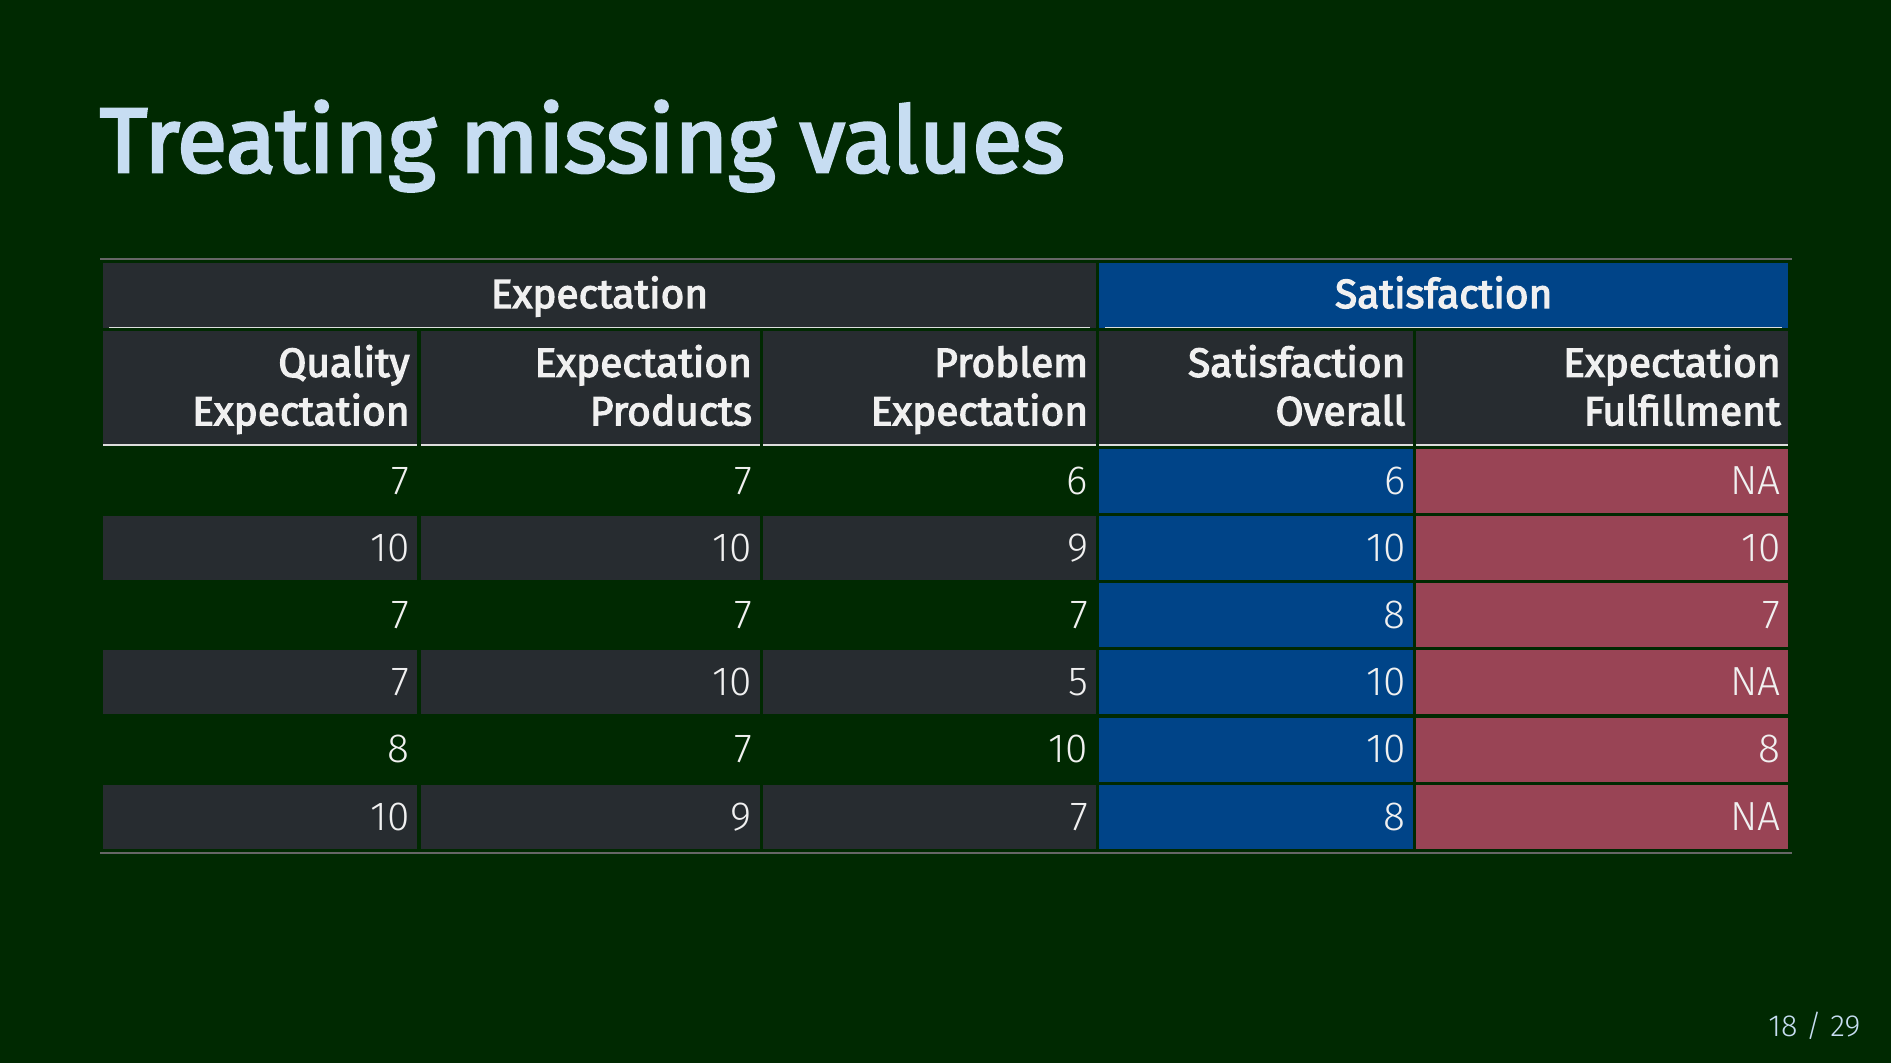 Treating missing values
Expectation Satisfaction
Quality Expectation Problem Satisfaction Expectation
Expectation Products Expectation Overall Fulfillment
7 7 6 6 NA
10 10 9 10 10
7 7 7 8 7
7 10 5 10 NA
8 7 10 10 8
10 9 7 8 NA
18 / 29